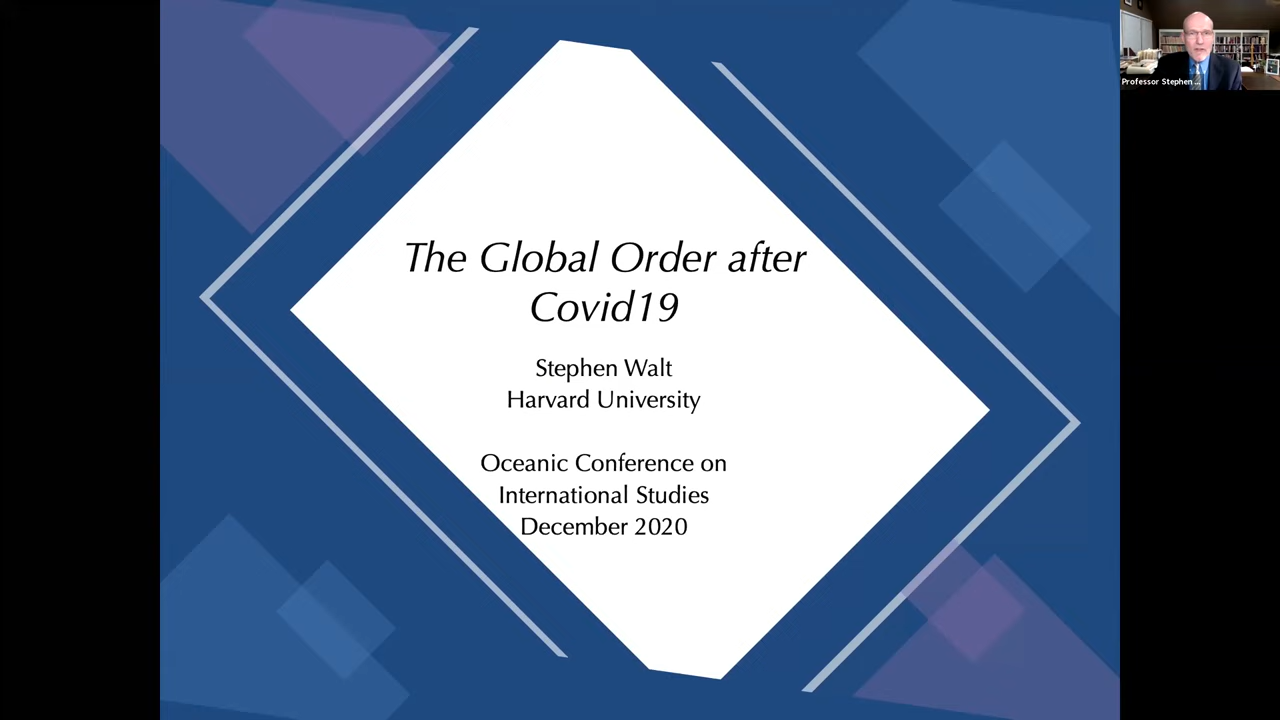 Professor Stephen ...
The Global Order after
Covid19
Stephen Walt
Harvard University
Oceanic Conference on
International Studies
December 2020